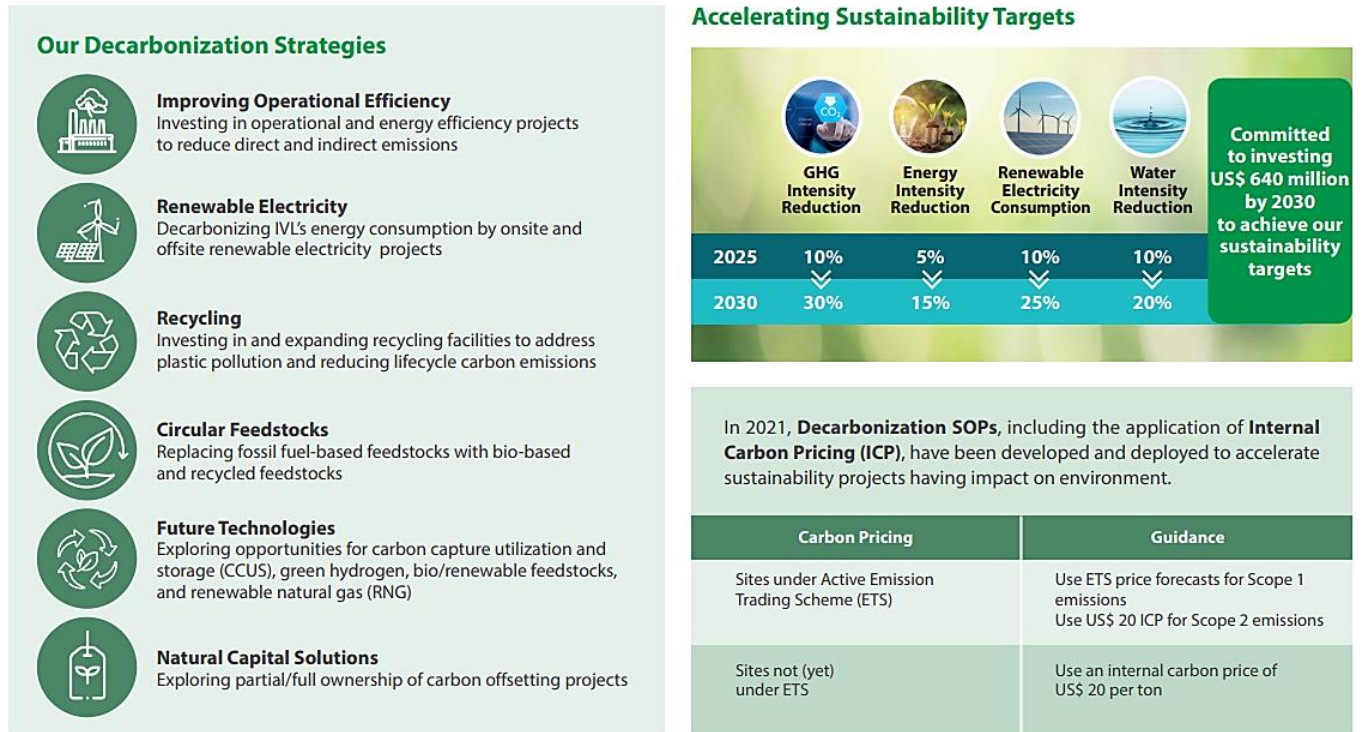 Our Decarbonization Strategies
Improving Operational Efficiency
Investing in operational and energy efficiency projects
to reduce direct and indirect emissions
Renewable Electricity
Decarbonizing IVL's energy consumption by onsite and
offsite renewable electricity projects
Recycling
Investing in and expanding recycling facilities to address
plastic pollution and reducing lifecycle carbon emissions
Circular Feedstocks
Replacing fossil fuel-based feedstocks with bio-based
and recycled feedstocks
Future Technologies
Exploring opportunities for carbon capture utilization and
storage (CCUS), green hydrogen, bio/renewable feedstocks,
and renewable natural gas (RNG)
Natural Capital Solutions
Exploring partial/full ownership of carbon offsetting projects
Accelerating Sustainability Targets
CO₂
GHG
Intensity
Reduction
Energy
Intensity
Reduction
Renewable
Electricity
Consumption
Water
Intensity
Reduction
2025 10% 5% 10% 10%
2030 30% 15% 25% 20%
Committed
to investing
US$ 640 million
by 2030
to achieve our
sustainability
targets
In 2021, Decarbonization SOPs, including the application of Internal
Carbon Pricing (ICP), have been developed and deployed to accelerate
sustainability projects having impact on environment.
Carbon Pricing Guidance
Sites under Active Emission
Trading Scheme (ETS)
Use ETS price forecasts for Scope 1
emissions
Use US$ 20 ICP for Scope 2 emissions
Sites not (yet)
under ETS
Use an internal carbon price of
US$ 20 per ton